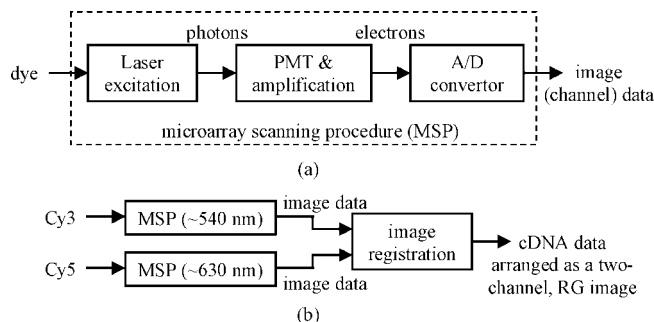 photons
electrons
dye
Laser
excitation
PMT &
amplification
A/D
convertor
image
(channel) data
microarray scanning procedure (MSP)
(a)
Cy3
MSP (~540 nm)
image data
Cy5
MSP (~630 nm)
image data
image
registration
cDNA data
arranged as a two-
channel, RG image
(b)